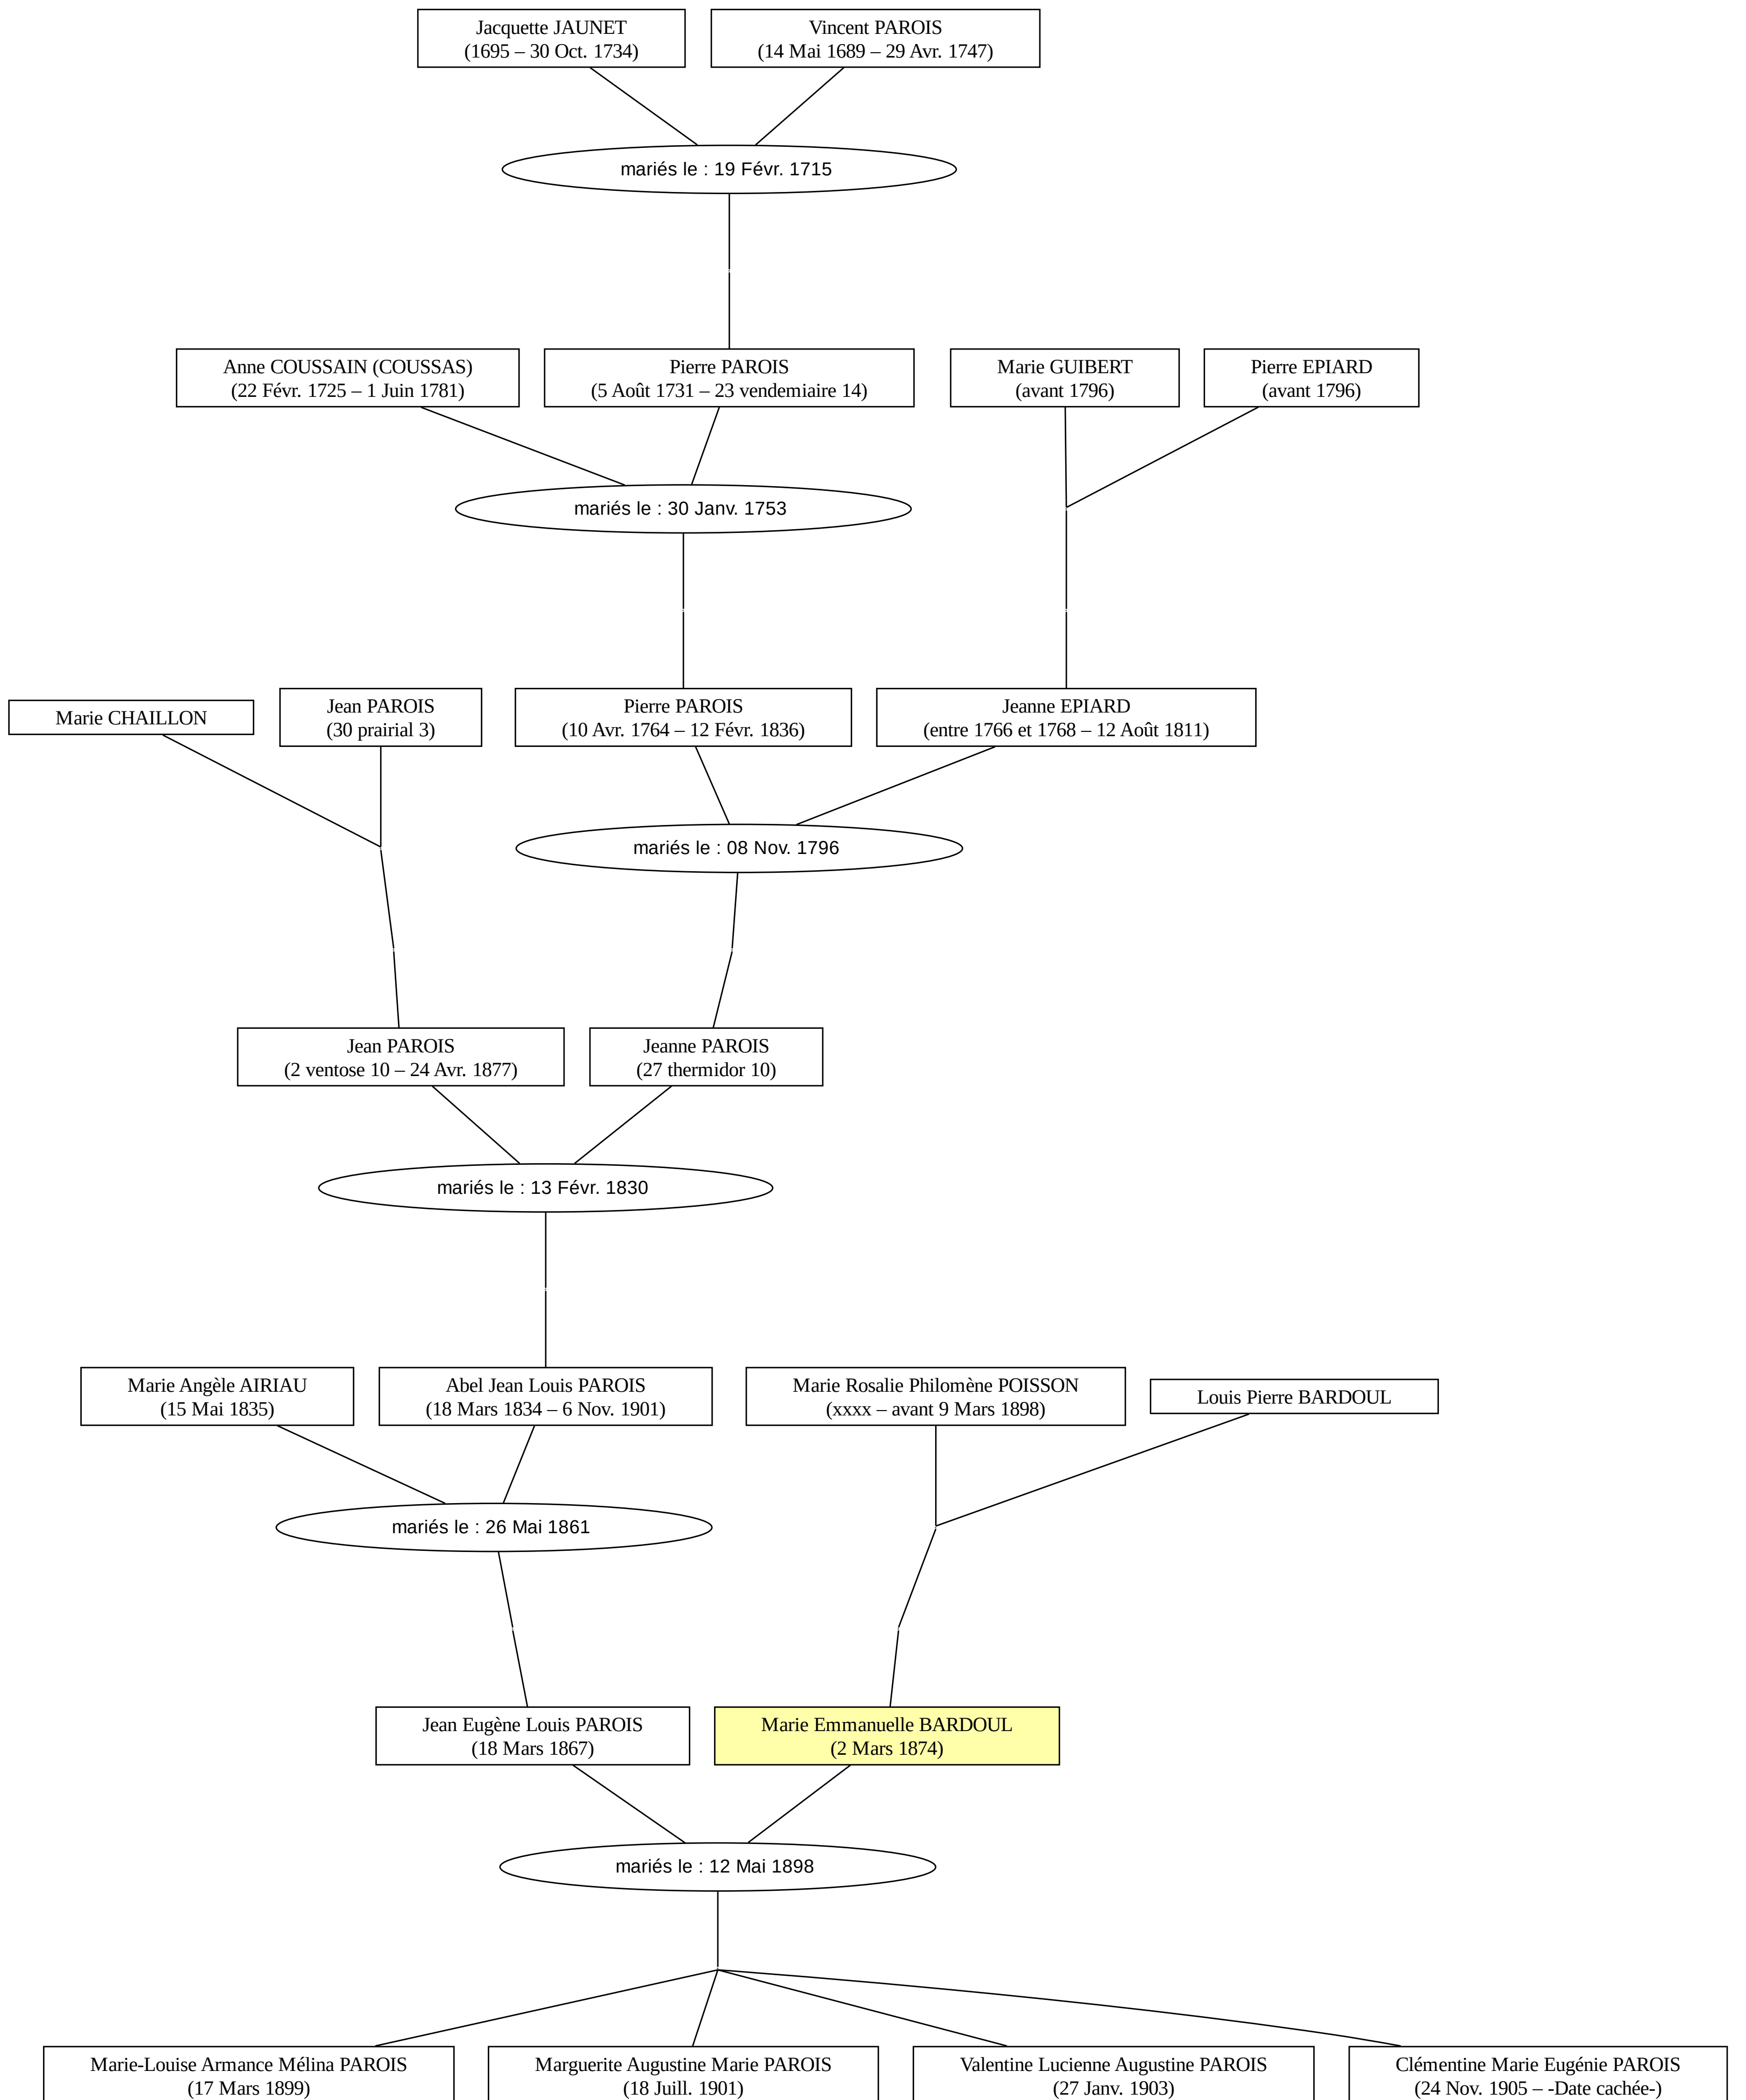 Jacquette JAUNET
(1695 – 30 Oct. 1734)
Vincent PAROIS
(14 Mai 1689 – 29 Avr. 1747)
mariés le : 19 Févr. 1715
Anne COUSSAIN (COUSSAS)
(22 Févr. 1725 – 1 Juin 1781)
Pierre PAROIS
(5 Août 1731 – 23 vendemiaire 14)
Marie GUIBERT
(avant 1796)
Pierre EPIARD
(avant 1796)
mariés le : 30 Janv. 1753
Marie CHAILLON
Jean PAROIS
(30 prairial 3)
Pierre PAROIS
(10 Avr. 1764 – 12 Févr. 1836)
Jeanne EPIARD
(entre 1766 et 1768 – 12 Août 1811)
mariés le : 08 Nov. 1796
Jean PAROIS
(2 ventose 10 – 24 Avr. 1877)
Jeanne PAROIS
(27 thermidor 10)
mariés le : 13 Févr. 1830
Marie Angèle AIRIAU
(15 Mai 1835)
Abel Jean Louis PAROIS
(18 Mars 1834 – 6 Nov. 1901)
Marie Rosalie Philomène POISSON
(xxxx – avant 9 Mars 1898)
Louis Pierre BARDOUL
mariés le : 26 Mai 1861
Jean Eugène Louis PAROIS
(18 Mars 1867)
Marie Emmanuelle BARDOUL
(2 Mars 1874)
mariés le : 12 Mai 1898
Marie-Louise Armance Mélina PAROIS
(17 Mars 1899)
Marguerite Augustine Marie PAROIS
(18 Juill. 1901)
Valentine Lucienne Augustine PAROIS
(27 Janv. 1903)
Clémentine Marie Eugénie PAROIS
(24 Nov. 1905 – -Date cachée-)